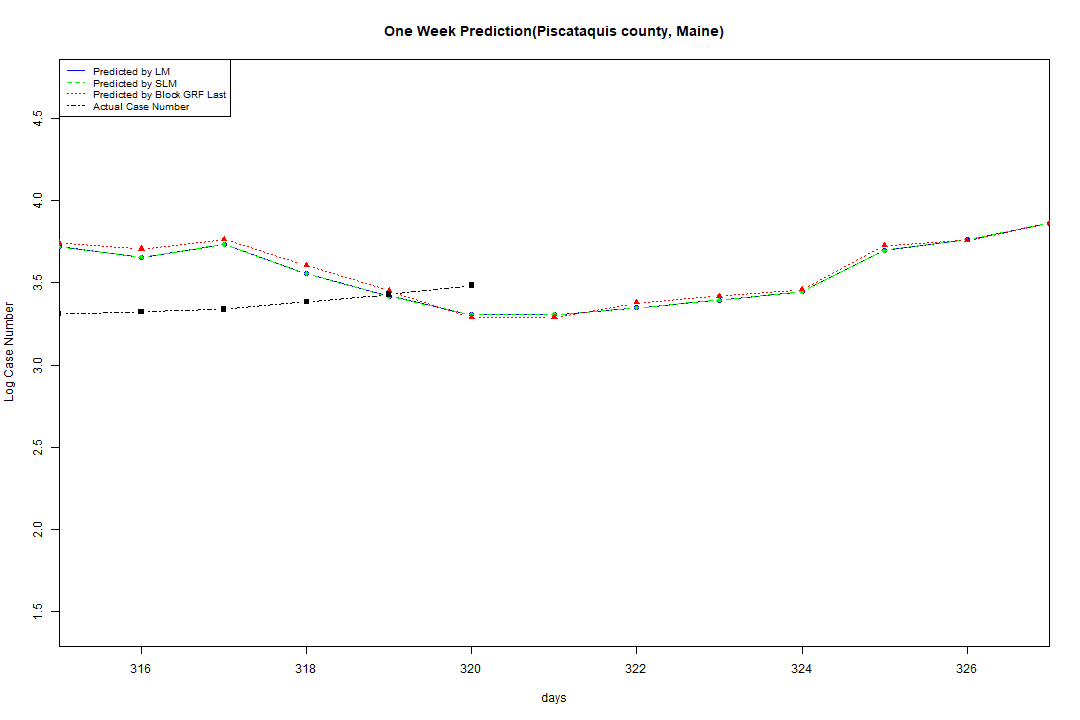 One Week Prediction(Piscataquis county, Maine)
Predicted by LM
Predicted by SLM
Predicted by Block GRF Last
Actual Case Number
4.5
4.0
3.5
3.0
2.5
2.0
1.5
Log Case Number
316 318 320 322 324 326
days